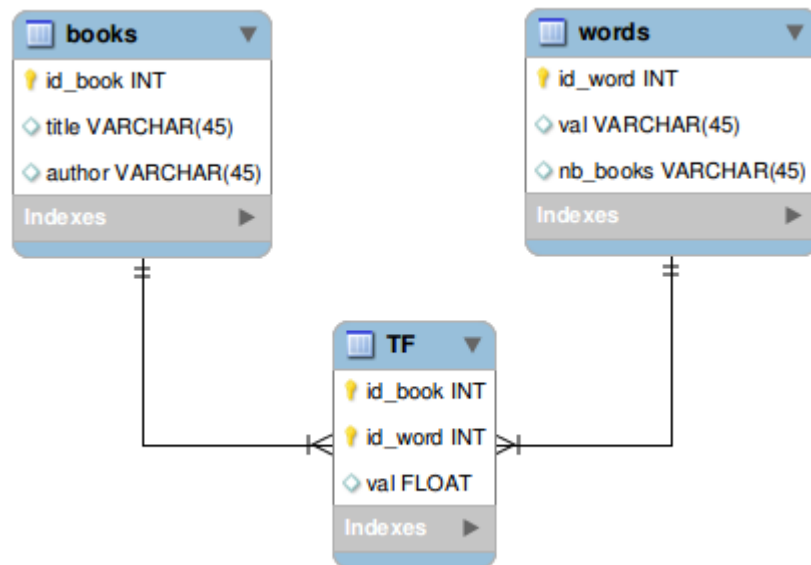 books
id_book INT
title VARCHAR(45)
author VARCHAR(45)
Indexes
words
id_word INT
val VARCHAR(45)
nb_books VARCHAR(45)
Indexes
TF
id_book INT
id_word INT
val FLOAT
Indexes